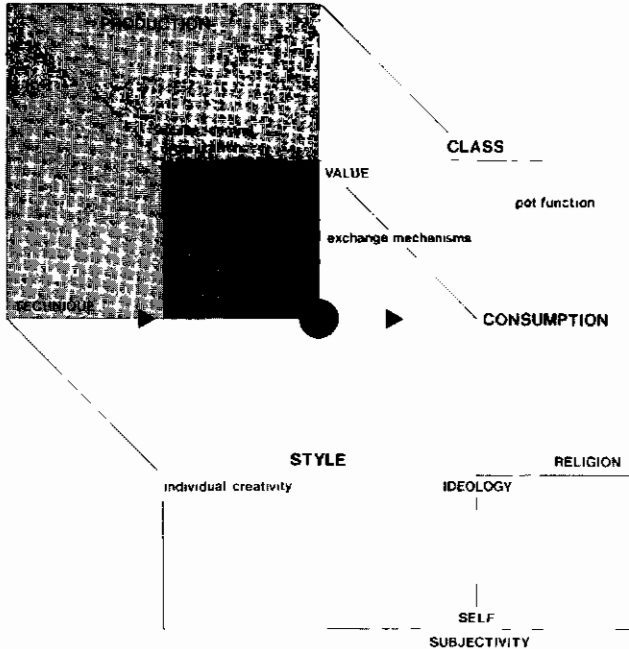 PRODUCTION
CLASS
VALUE
pot function
exchange mechanisms
TECHNIQUE
CONSUMPTION
STYLE
RELIGION
individual creativity
IDEOLOGY
SELF
SUBJECTIVITY